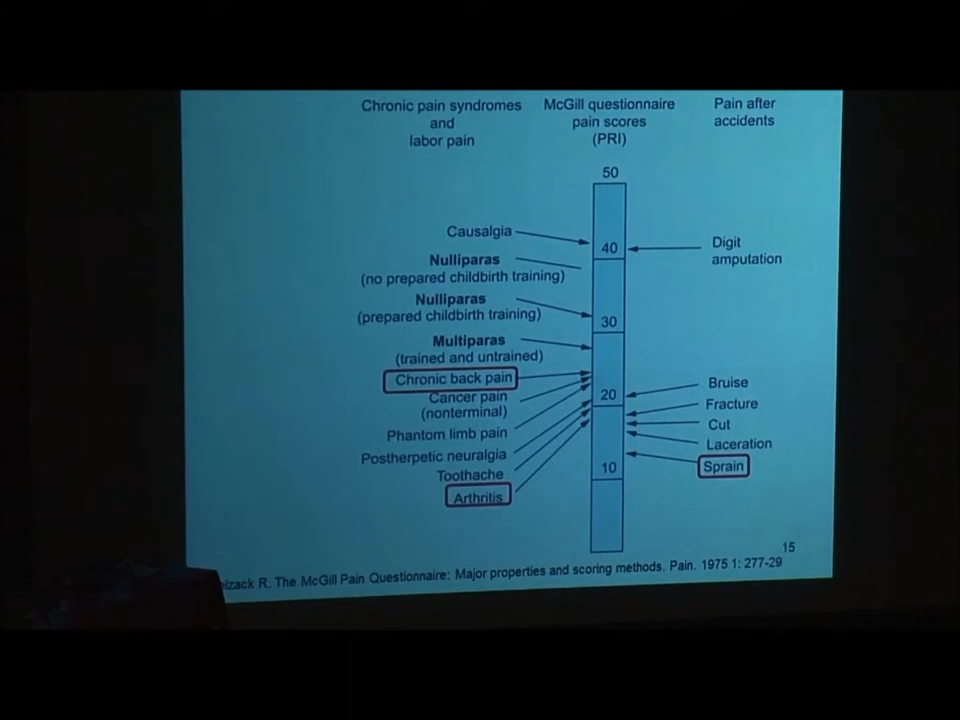 Chronic pain syndromes
and
labor pain
McGill questionnaire
pain scores
(PRI)
Pain after
accidents
50
Causalgia
40
Digit
amputation
Nulliparas
(no prepared childbirth training)
Nulliparas
(prepared childbirth training)
30
Multiparas
(trained and untrained)
Chronic back pain
Cancer pain
(nonterminal)
20
Bruise
Fracture
Cut
Phantom limb pain
Laceration
Postherpetic neuralgia
10
Sprain
Toothache
Arthritis
15
R. The McGill Pain Questionnaire: Major properties and scoring methods. Pain. 1975 1: 277-29